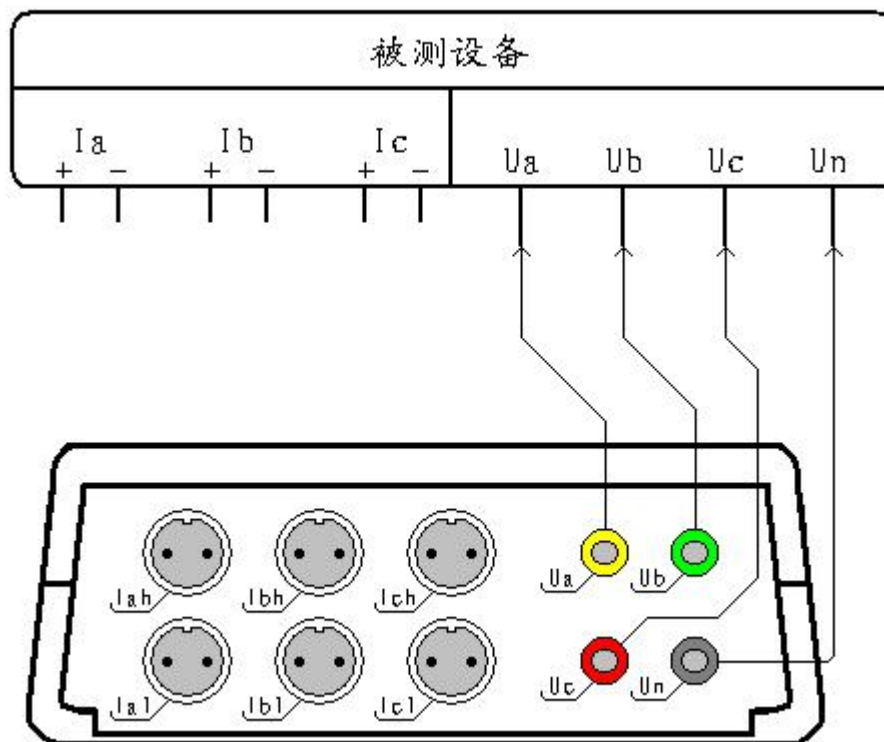 被测设备
Ia Ib Ic
+ - + - + -
Ua Ub Uc Un
Iah Ibh Ich Ua Ub
Ial Ibl Icl Uc Un